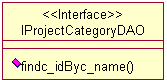 <<Interface>>
IProjectCategoryDAO
findc_idByc_name()